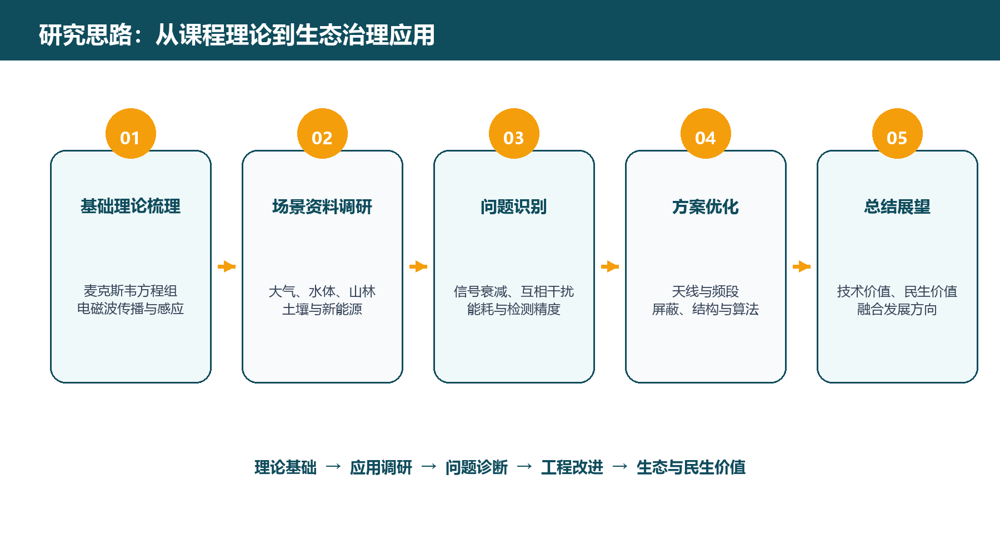 研究思路：从课程理论到生态治理应用
01
基础理论梳理
麦克斯韦方程组
电磁波传播与感应
02
场景资料调研
大气、水体、山林
土壤与新能源
03
问题识别
信号衰减、互相干扰
能耗与检测精度
04
方案优化
天线与频段
屏蔽、结构与算法
05
总结展望
技术价值、民生价值
融合发展方向
理论基础 → 应用调研 → 问题诊断 → 工程改进 → 生态与民生价值